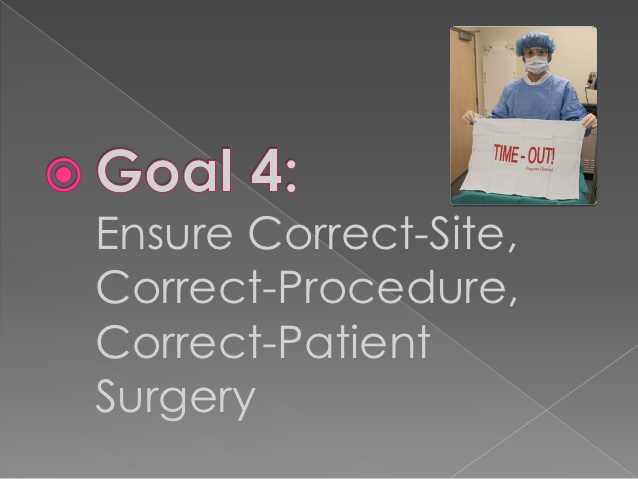 TIME - OUT!
Goal 4:
Ensure Correct-Site,
Correct-Procedure,
Correct-Patient
Surgery